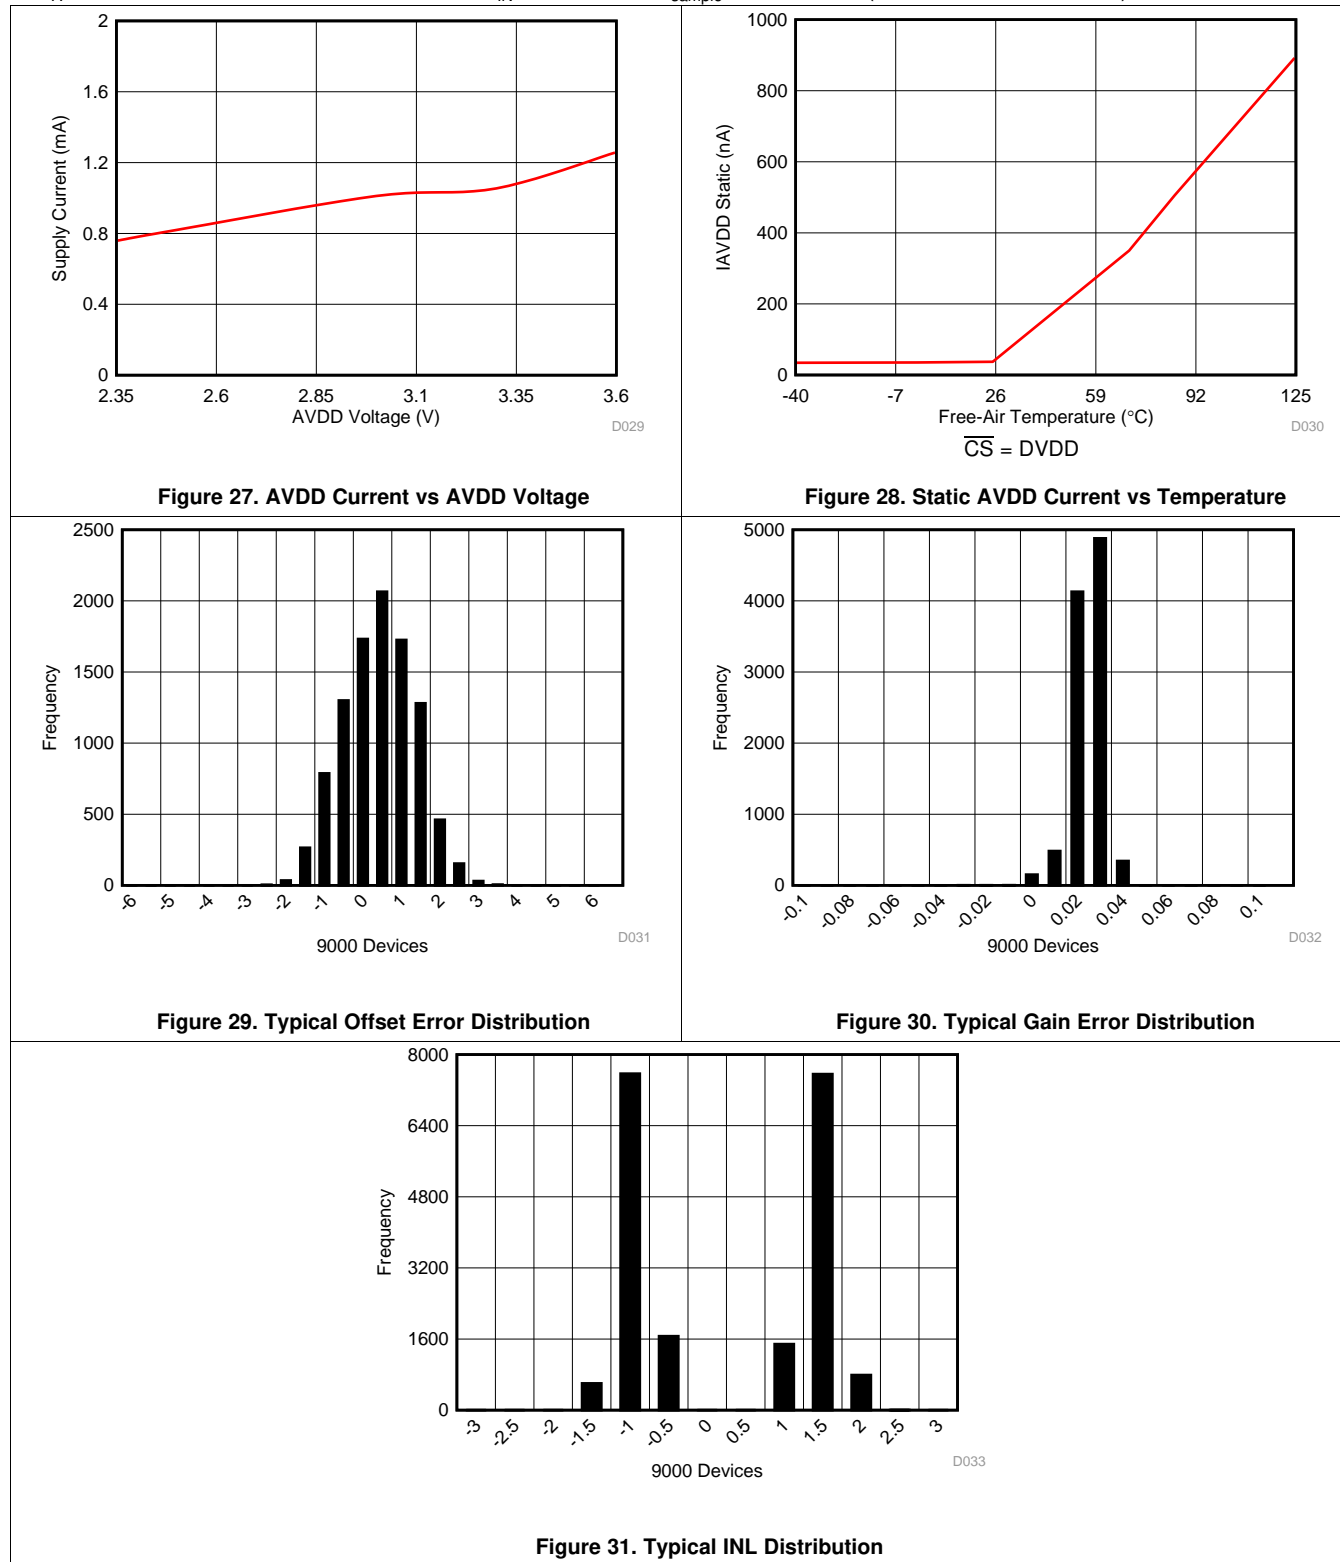 2
1.6
1.2
0.8
0.4
0
Supply Current (mA)
2.35 2.6 2.85 3.1 3.35 3.6
AVDD Voltage (V)
D029
Figure 27. AVDD Current vs AVDD Voltage
1000
800
600
400
200
0
IAVDD Static (nA)
-40 -7 26 59 92 125
Free-Air Temperature (°C)
D030
CS = DVDD
Figure 28. Static AVDD Current vs Temperature
2500
2000
1500
1000
500
0
Frequency
-6 -5 -4 -3 -2 -1 0 1 2 3 4 5 6
9000 Devices
D031
Figure 29. Typical Offset Error Distribution
5000
4000
3000
2000
1000
0
Frequency
-0.1 -0.08 -0.06 -0.04 -0.02 0 0.02 0.04 0.06 0.08 0.1
9000 Devices
D032
Figure 30. Typical Gain Error Distribution
8000
6400
4800
3200
1600
0
Frequency
-3 -2.5 -2 -1.5 -1 -0.5 0 0.5 1 1.5 2 2.5 3
9000 Devices
D033
Figure 31. Typical INL Distribution